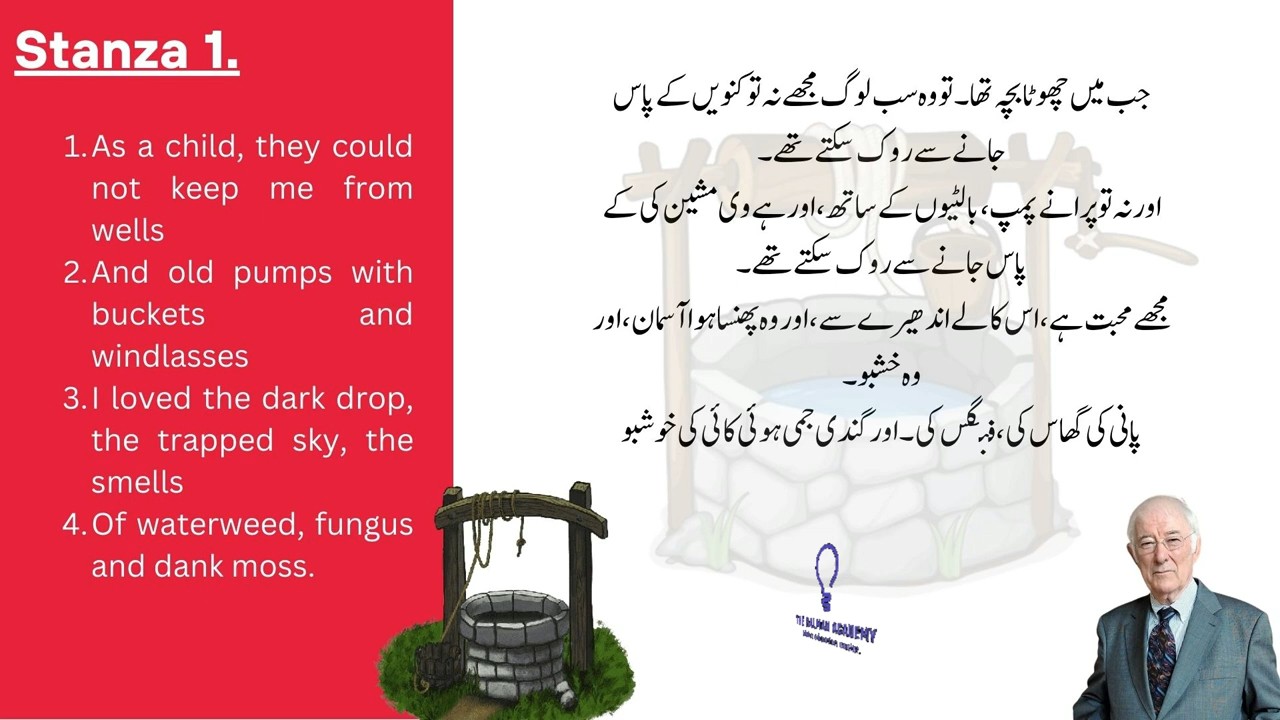 Stanza 1.
1. As a child, they could
not keep me from
wells
2. And old pumps with
buckets and
windlasses
3. I loved the dark drop,
the trapped sky, the
smells
4. Of waterweed, fungus
and dank moss.
جب میں چھوٹا بچہ تھا۔ تو وہ سب لوگ مجھے نہ تو کنویں کے پاس
جانے سے روک سکتے تھے۔
اور نہ تو پرانے پمپ، بالٹیوں کے ساتھ، اور ہے وی مشین کی کے
پاس جانے سے روک سکتے تھے۔
مجھے محبت ہے، اس کالے اندھیرے سے، اور وہ پھنسا ہوا آسمان، اور
وہ خشبو۔
پانی کی گھاس کی، فہنگس کی۔ اور گندی جمی ہوئی کائی کی خوشبو
THE ACADEMY